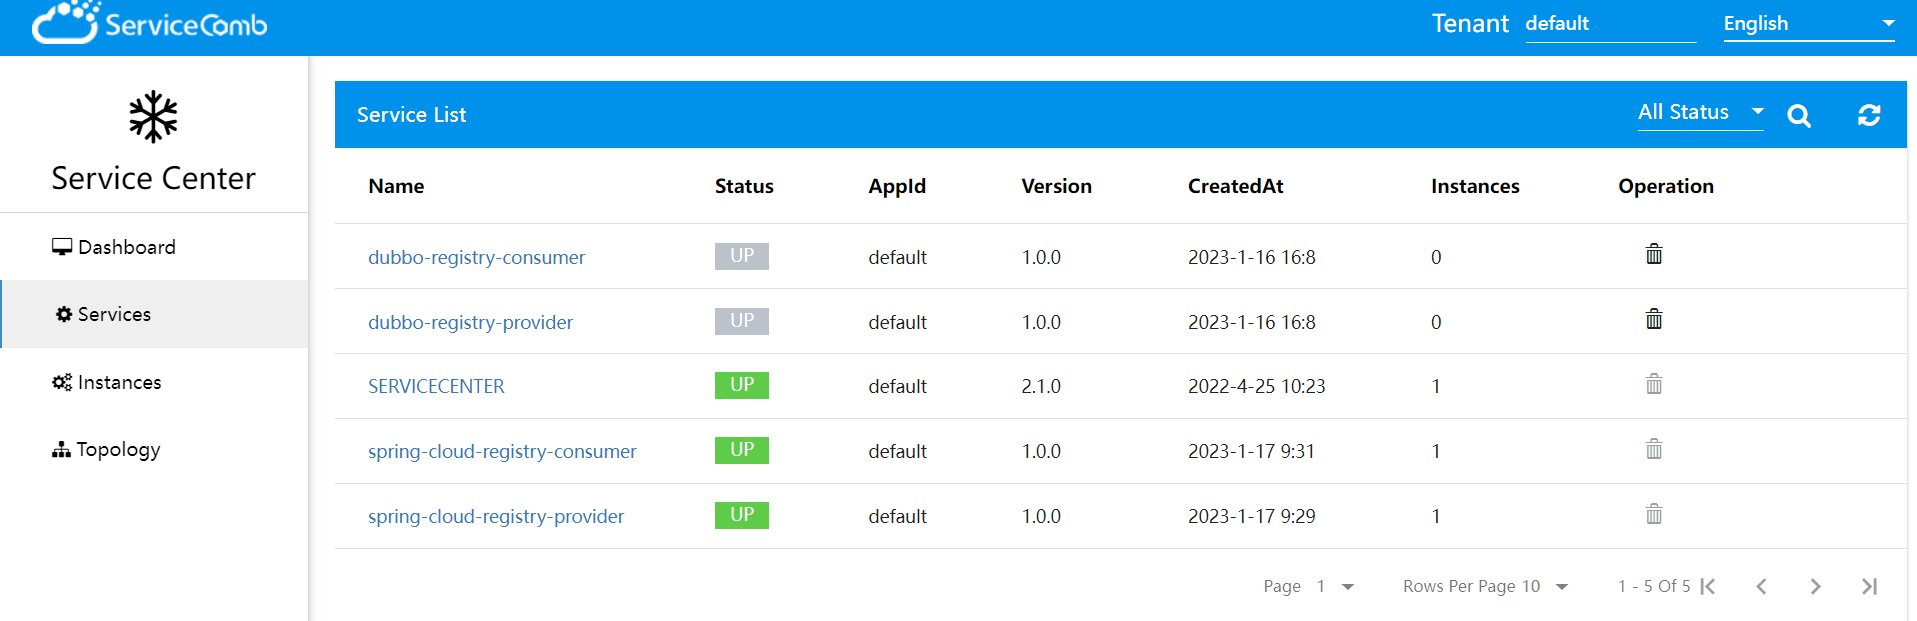 ServiceComb Tenant default English
Service Center
Dashboard
Services
Instances
Topology
Service List All Status
Name Status AppId Version CreatedAt Instances Operation
dubbo-registry-consumer UP default 1.0.0 2023-1-16 16:8 0
dubbo-registry-provider UP default 1.0.0 2023-1-16 16:8 0
SERVICECENTER UP default 2.1.0 2022-4-25 10:23 1
spring-cloud-registry-consumer UP default 1.0.0 2023-1-17 9:31 1
spring-cloud-registry-provider UP default 1.0.0 2023-1-17 9:29 1
Page 1 Rows Per Page 10 1 - 5 Of 5